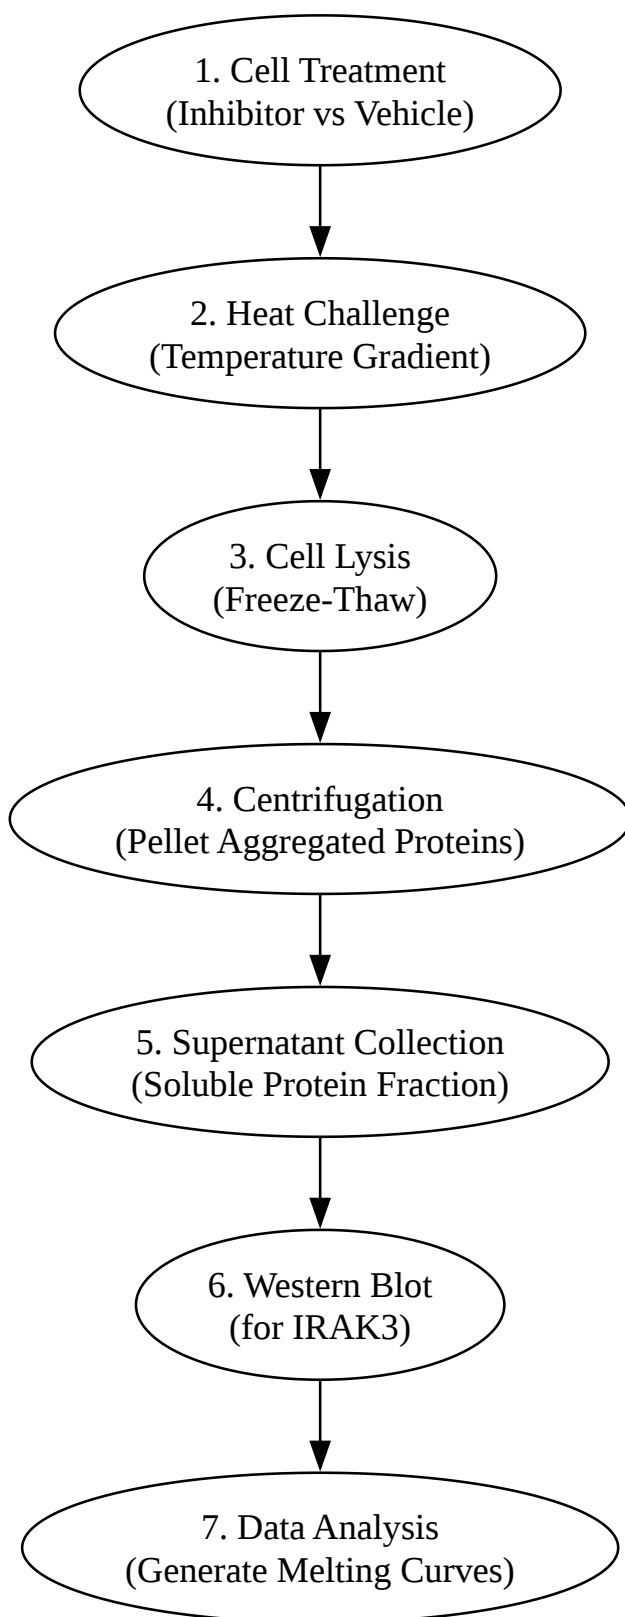 1. Cell Treatment
(Inhibitor vs Vehicle)
2. Heat Challenge
(Temperature Gradient)
3. Cell Lysis
(Freeze-Thaw)
4. Centrifugation
(Pellet Aggregated Proteins)
5. Supernatant Collection
(Soluble Protein Fraction)
6. Western Blot
(for IRAK3)
7. Data Analysis
(Generate Melting Curves)